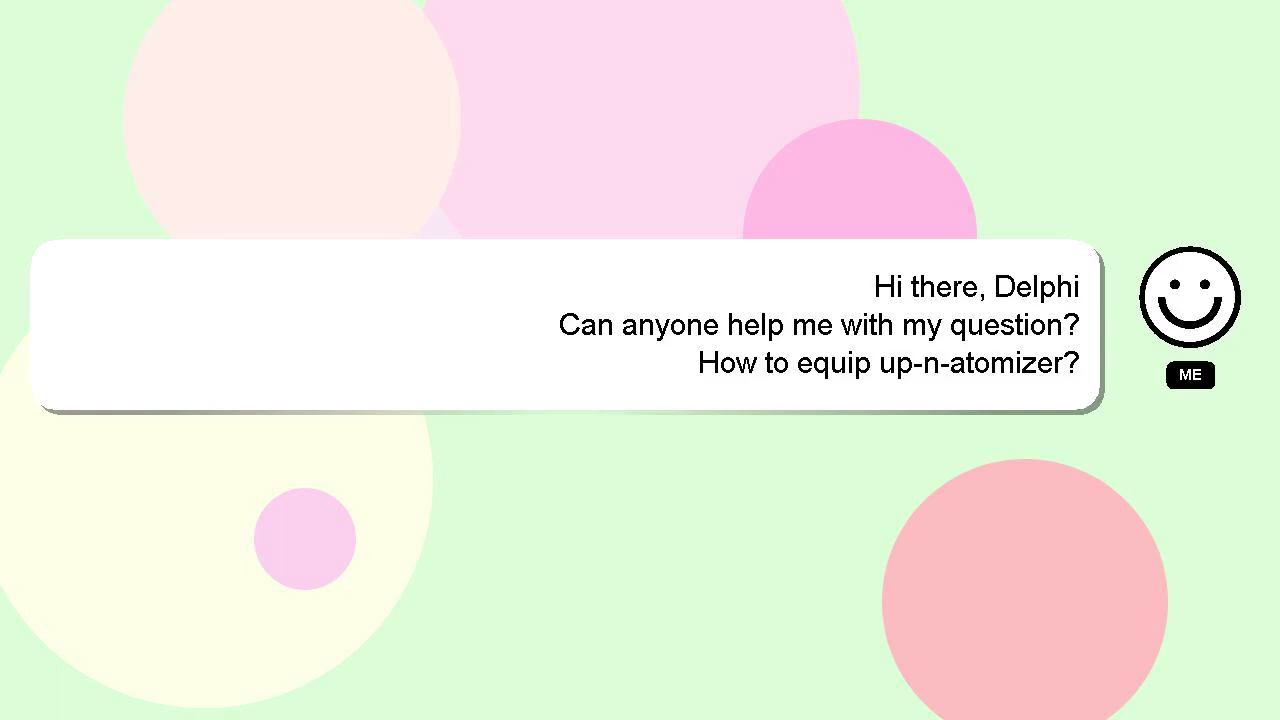 Hi there, Delphi
Can anyone help me with my question?
How to equip up-n-atomizer?
ME